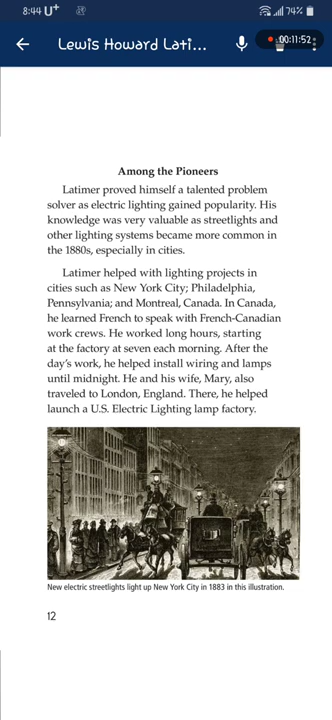 8:44 U+
74%
Lewis Howard Lati...
00:11:52
Among the Pioneers
Latimer proved himself a talented problem
solver as electric lighting gained popularity. His
knowledge was very valuable as streetlights and
other lighting systems became more common in
the 1880s, especially in cities.
Latimer helped with lighting projects in
cities such as New York City; Philadelphia,
Pennsylvania; and Montreal, Canada. In Canada,
he learned French to speak with French-Canadian
work crews. He worked long hours, starting
at the factory at seven each morning. After the
day's work, he helped install wiring and lamps
until midnight. He and his wife, Mary, also
traveled to London, England. There, he helped
launch a U.S. Electric Lighting lamp factory.
New electric streetlights light up New York City in 1883 in this illustration.
12